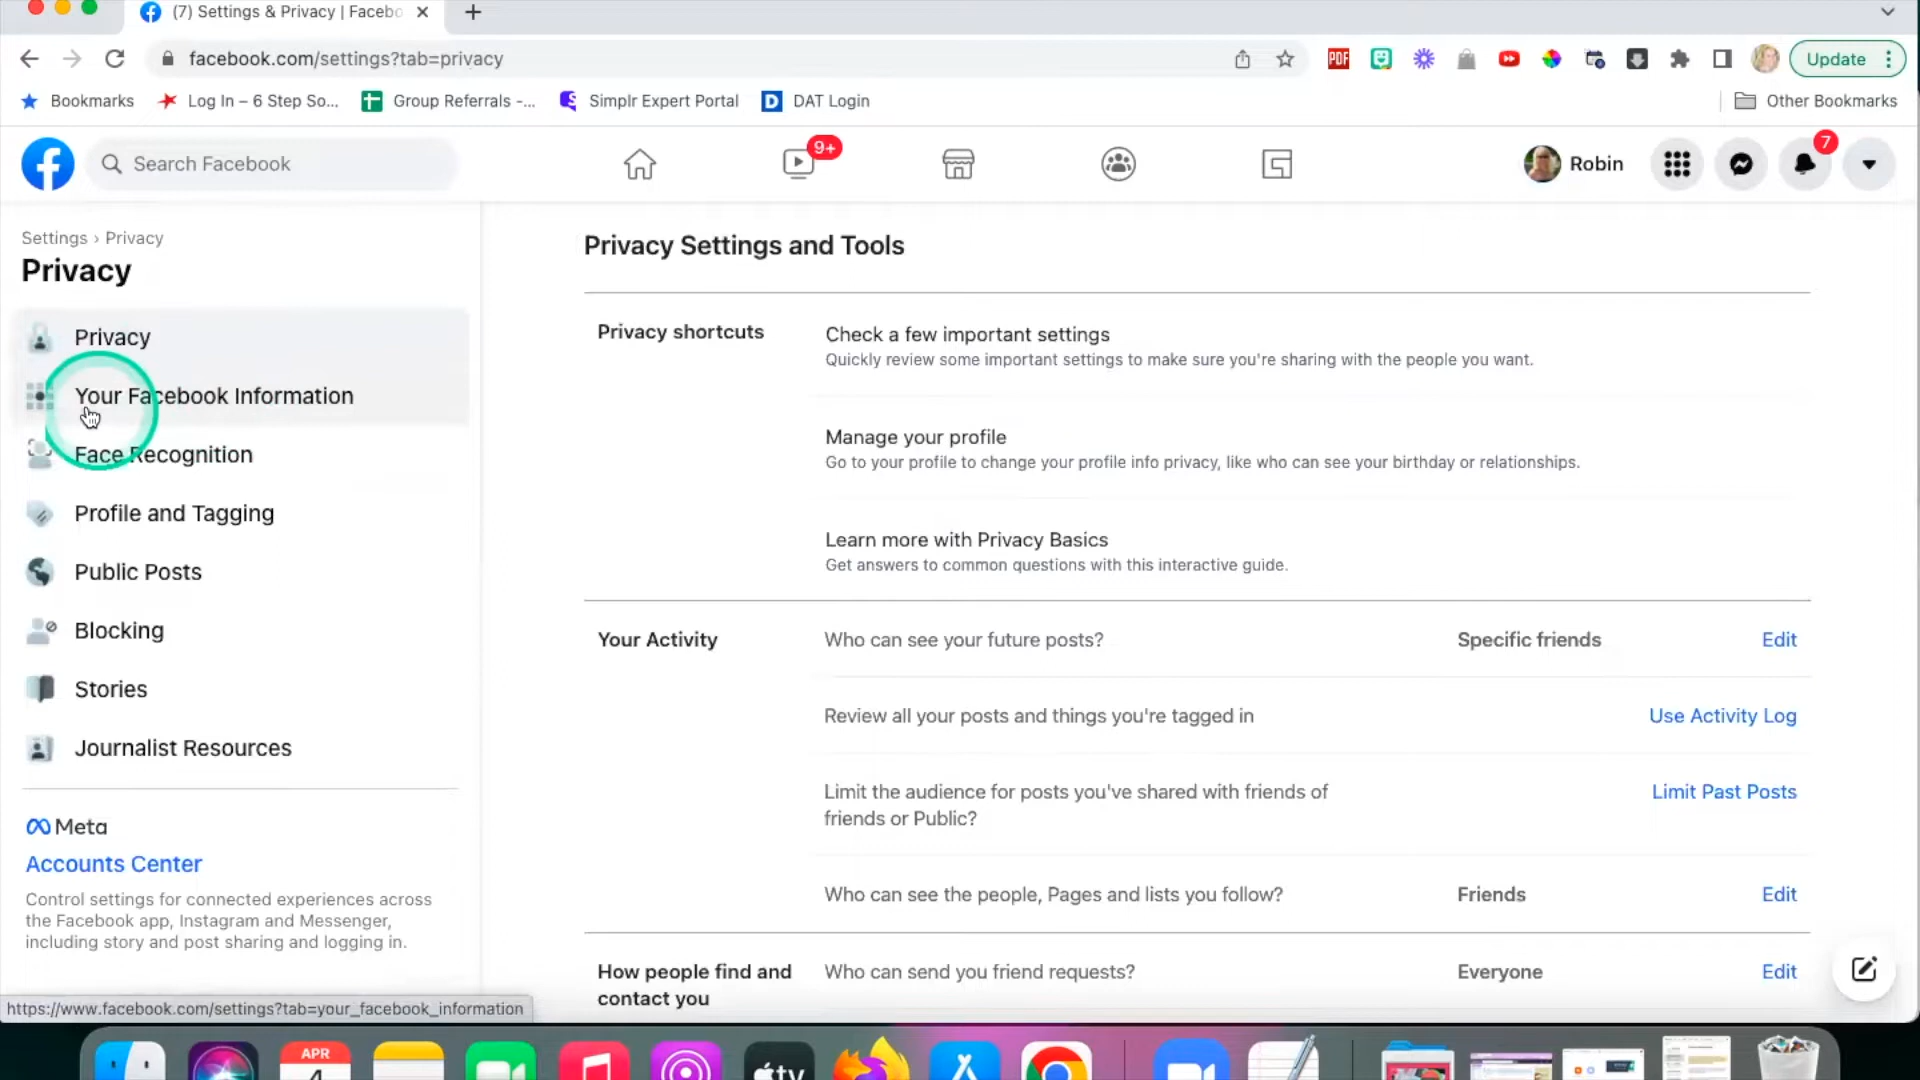 (7) Settings & Privacy | Facebo
facebook.com/settings?tab=privacy
PDF
Update
Bookmarks
Log In – 6 Step So...
Group Referrals -...
Simplr Expert Portal
D DAT Login
Other Bookmarks
Search Facebook
9+
Robin
7
Settings › Privacy
Privacy
Privacy
Your Facebook Information
Face Recognition
Profile and Tagging
Public Posts
Blocking
Stories
Journalist Resources
Meta
Accounts Center
Control settings for connected experiences across
the Facebook app, Instagram and Messenger,
including story and post sharing and logging in.
Privacy Settings and Tools
Privacy shortcuts
Check a few important settings
Quickly review some important settings to make sure you're sharing with the people you want.
Manage your profile
Go to your profile to change your profile info privacy, like who can see your birthday or relationships.
Learn more with Privacy Basics
Get answers to common questions with this interactive guide.
Your Activity
Who can see your future posts? Specific friends Edit
Review all your posts and things you're tagged in Use Activity Log
Limit the audience for posts you've shared with friends of
friends or Public?
Limit Past Posts
Who can see the people, Pages and lists you follow? Friends Edit
How people find and
contact you
Who can send you friend requests? Everyone Edit
https://www.facebook.com/settings?tab=your_facebook_information
APR
4
tv